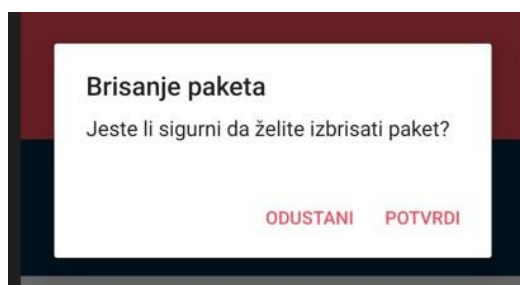 Brisanje paketa
Jeste li sigurni da želite izbrisati paket?
ODUSTANI POTVRDI